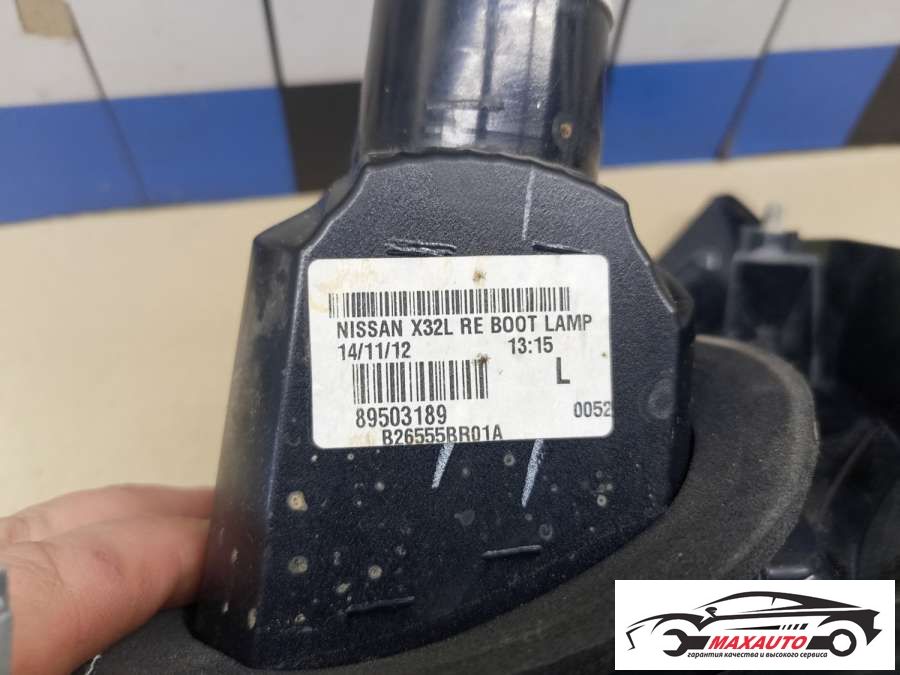 NISSAN X32L RE BOOT LAMP
14/11/12 13:15
L
89503189 0052
B26555BR01A
MAXAUTO
гарантия качества и высокого сервиса